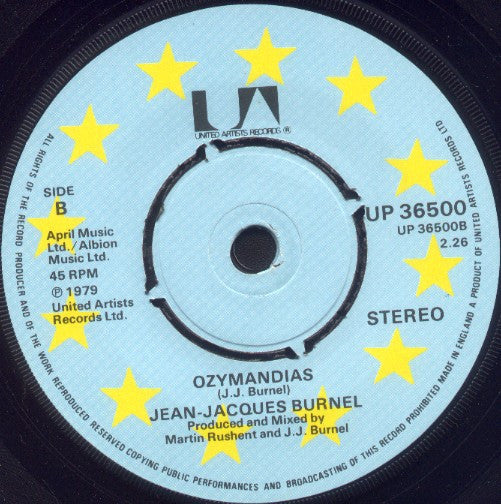 UA
UNITED ARTISTS RECORDS ®
SIDE
B
April Music
Ltd./Albion
Music Ltd.
45 RPM
℗ 1979
United Artists
Records Ltd.
UP 36500
UP 36500B
2.26
STEREO
OZYMANDIAS
(J.J. Burnel)
JEAN-JACQUES BURNEL
Produced and Mixed by
Martin Rushent and J.J. Burnel
ALL RIGHTS OF THE RECORD PRODUCER AND OF THE WORK REPRODUCED RESERVED COPYING PUBLIC PERFORMANCES AND BROADCASTING OF THIS RECORD PROHIBITED MADE IN ENGLAND A PRODUCT OF UNITED ARTISTS RECORDS LTD